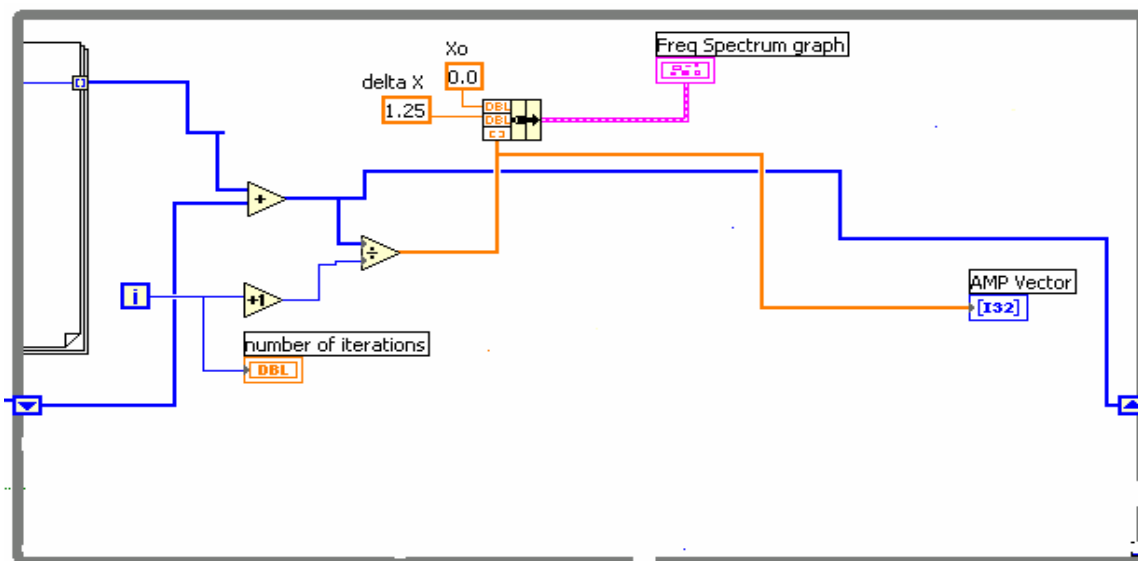 Freq Spectrum graph
Xo
0.0
delta X
1.25
DBL
DBL
[ ]
[ ]
+
÷
i
+1
AMP Vector
[I32]
number of iterations
DBL